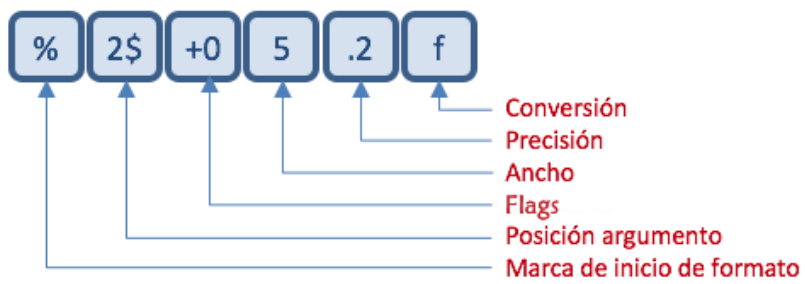 % 2$ +0 5 .2 f
Conversión
Precisión
Ancho
Flags
Posición argumento
Marca de inicio de formato